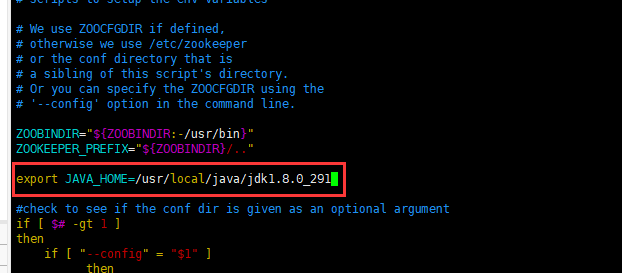 # scripts to setup the env variables
# We use ZOOCFGDIR if defined,
# otherwise we use /etc/zookeeper
# or the conf directory that is
# a sibling of this script's directory.
# Or you can specify the ZOOCFGDIR using the
# '--config' option in the command line.
ZOOBINDIR="${ZOOBINDIR:-/usr/bin}"
ZOOKEEPER_PREFIX="${ZOOBINDIR}/.."
export JAVA_HOME=/usr/local/java/jdk1.8.0_291
#check to see if the conf dir is given as an optional argument
if [ $# -gt 1 ]
then
    if [ "--config" = "$1" ]
          then